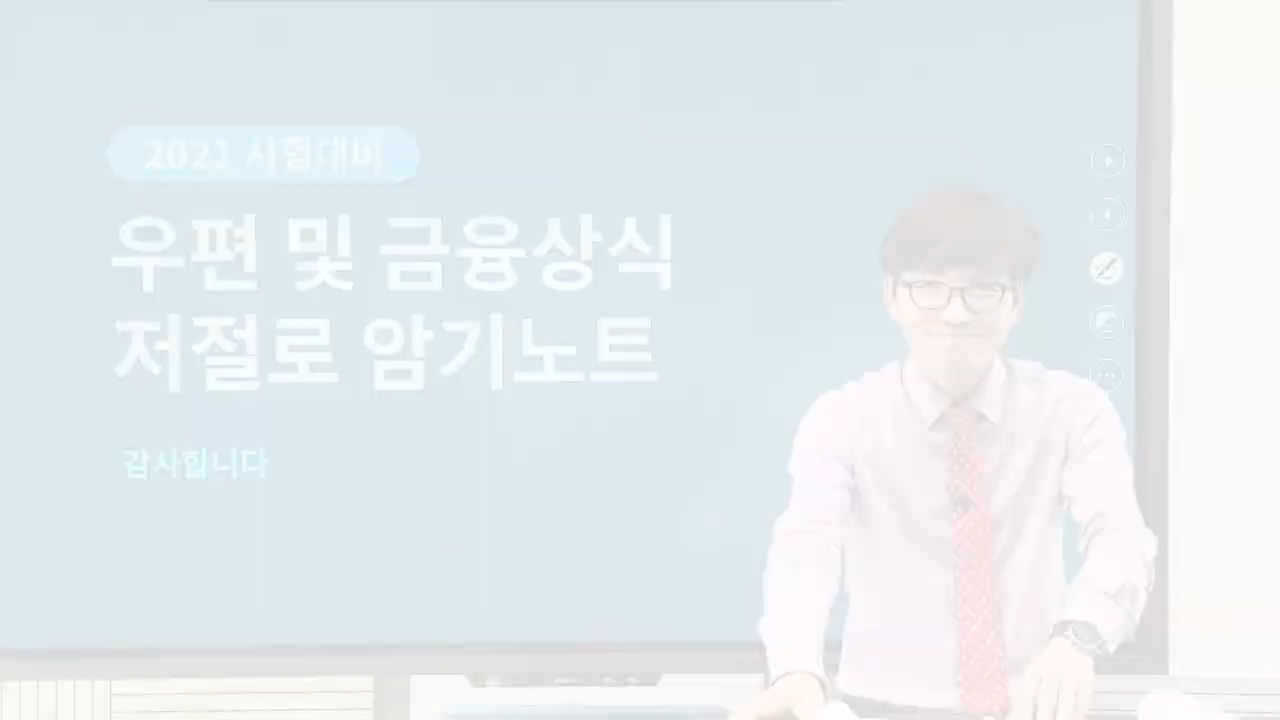 2021 시험대비
우편 및 금융상식
저절로 암기노트
감사합니다